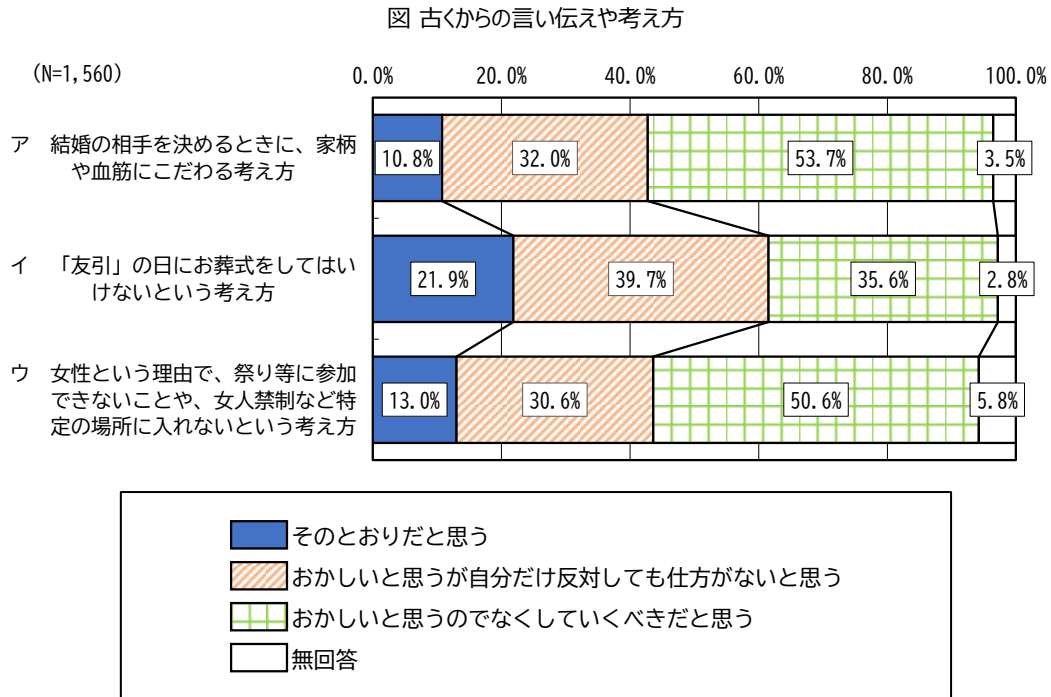 図 古くからの言い伝えや考え方
(N=1,560)
0.0% 20.0% 40.0% 60.0% 80.0% 100.0%
ア 結婚の相手を決めるときに、家柄
や血筋にこだわる考え方
10.8% 32.0% 53.7% 3.5%
イ 「友引」の日にお葬式をしてはい
けないという考え方
21.9% 39.7% 35.6% 2.8%
ウ 女性という理由で、祭り等に参加
できないことや、女人禁制など特
定の場所に入れないという考え方
13.0% 30.6% 50.6% 5.8%
そのとおりだと思う
おかしいと思うが自分だけ反対しても仕方がないと思う
おかしいと思うのでなくしていくべきだと思う
無回答